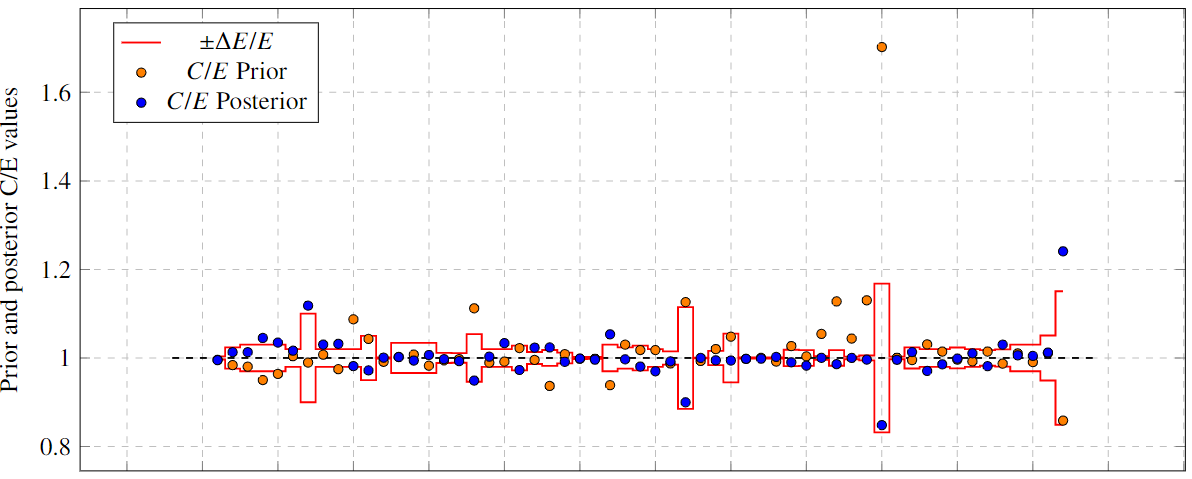 ±ΔE/E
C/E Prior
C/E Posterior
Prior and posterior C/E values
1.6
1.4
1.2
1
0.8